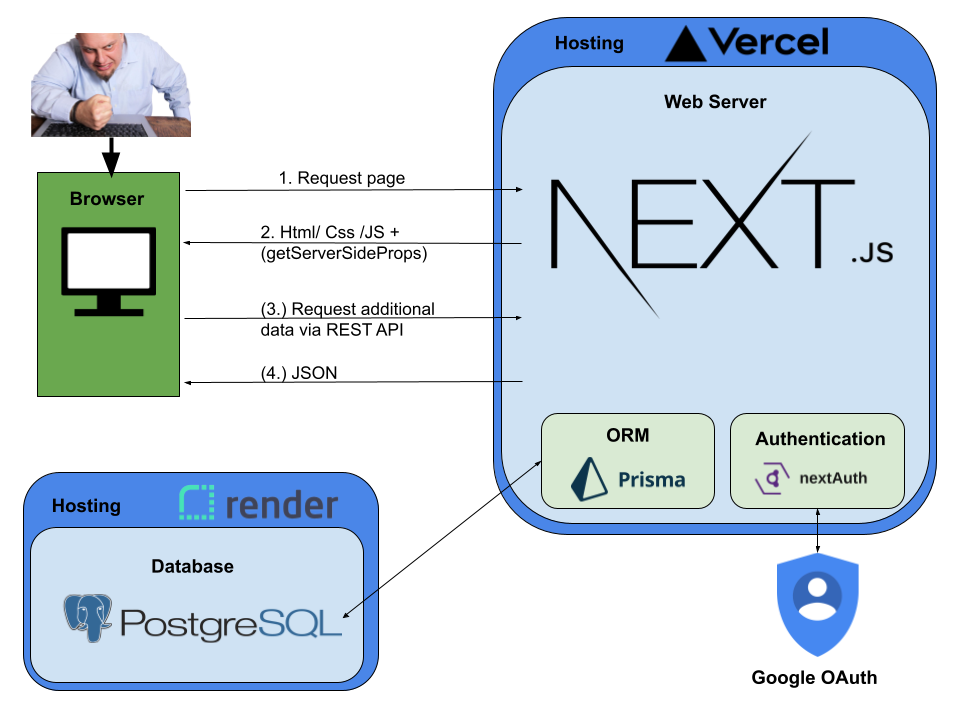 Hosting
Vercel
Web Server
NEXT.JS
Browser
1. Request page
2. Html/ Css /JS +
(getServerSideProps)
(3.) Request additional
data via REST API
(4.) JSON
ORM
Prisma
Authentication
nextAuth
Hosting
render
Database
PostgreSQL
Google OAuth